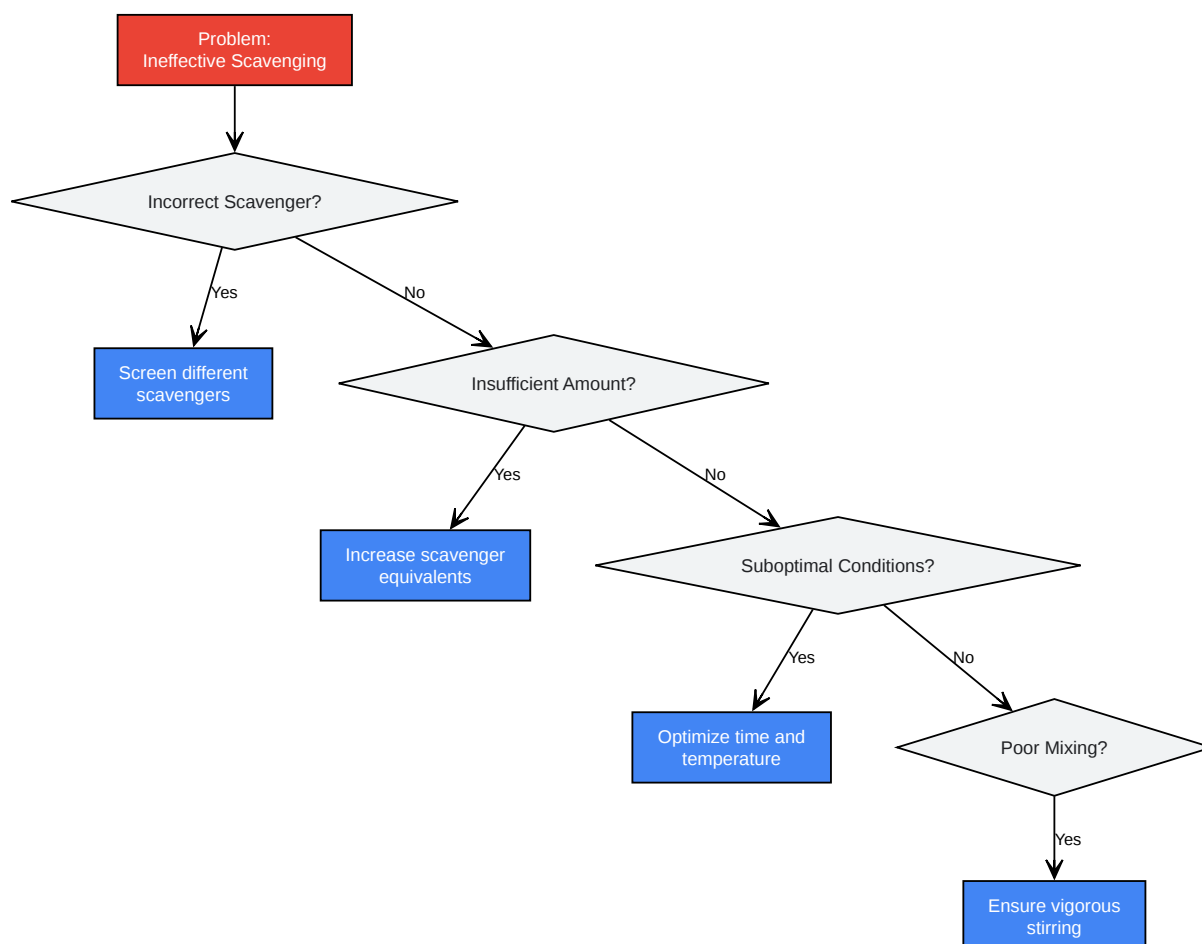 Problem:
Ineffective Scavenging
Incorrect Scavenger?
Yes
No
Screen different
scavengers
Insufficient Amount?
Yes
No
Increase scavenger
equivalents
Suboptimal Conditions?
Yes
No
Optimize time and
temperature
Poor Mixing?
Yes
Ensure vigorous
stirring